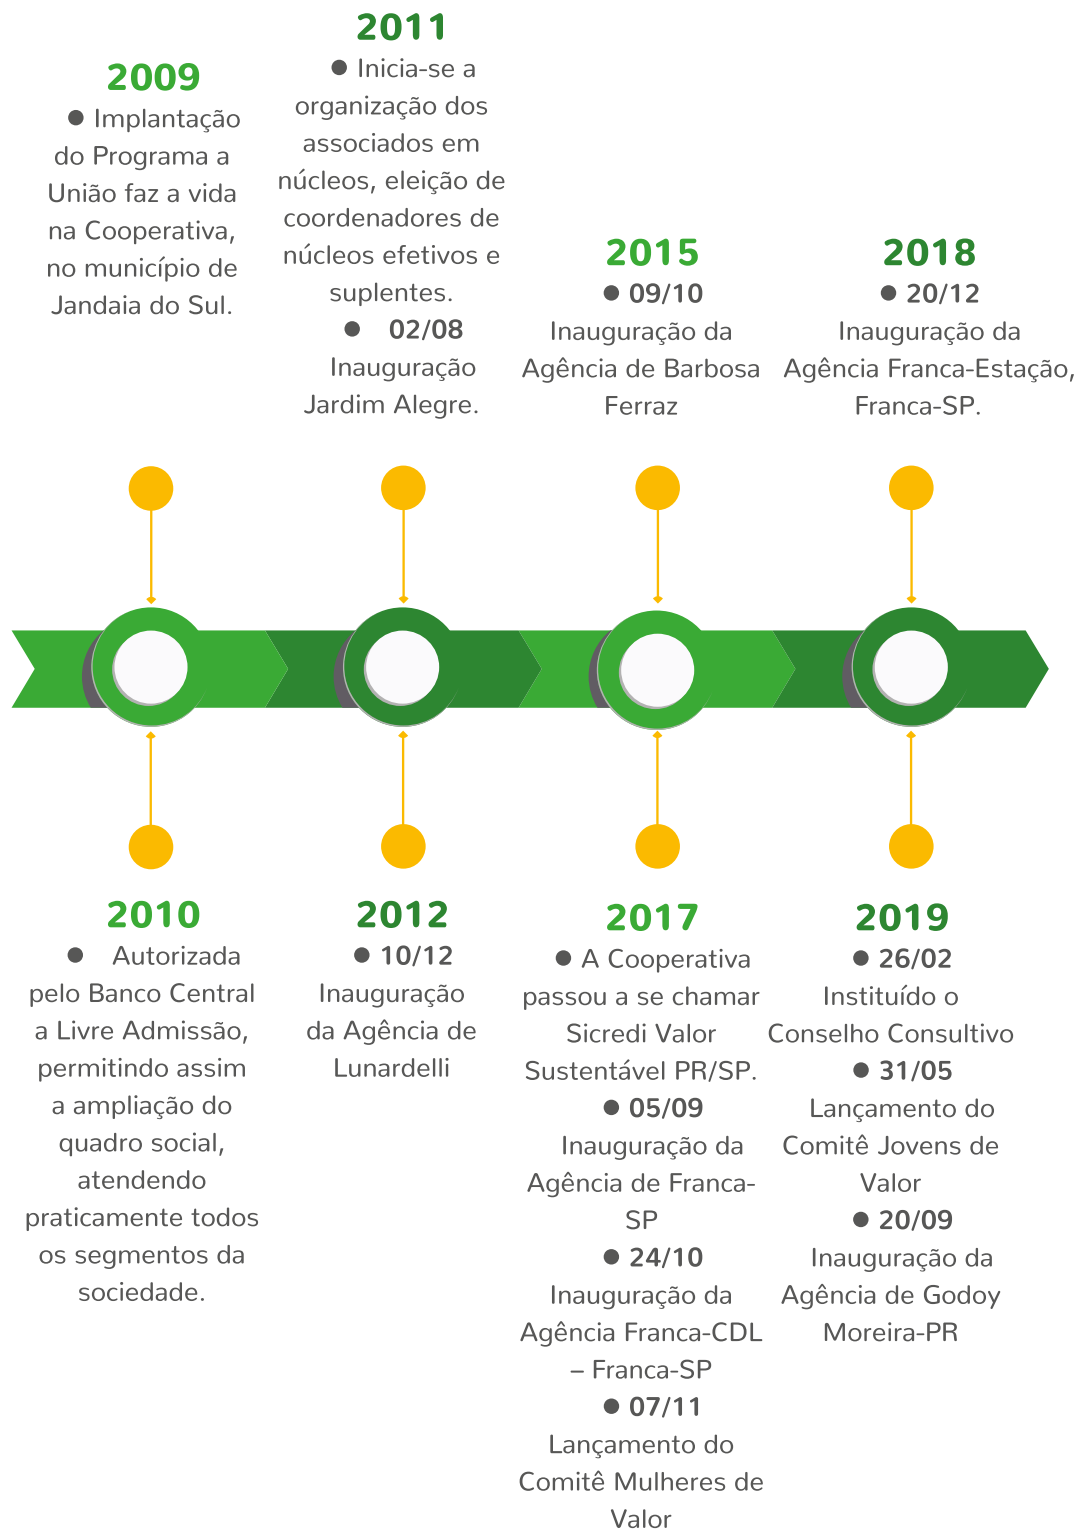 2009
● Implantação
do Programa a
União faz a vida
na Cooperativa,
no município de
Jandaia do Sul.
2011
● Inicia-se a
organização dos
associados em
núcleos, eleição de
coordenadores de
núcleos efetivos e
suplentes.
● 02/08
Inauguração
Jardim Alegre.
2015
● 09/10
Inauguração da
Agência de Barbosa
Ferraz
2018
● 20/12
Inauguração da
Agência Franca-Estação,
Franca-SP.
2010
● Autorizada
pelo Banco Central
a Livre Admissão,
permitindo assim
a ampliação do
quadro social,
atendendo
praticamente todos
os segmentos da
sociedade.
2012
● 10/12
Inauguração
da Agência de
Lunardelli
2017
● A Cooperativa
passou a se chamar
Sicredi Valor
Sustentável PR/SP.
● 05/09
Inauguração da
Agência de Franca-
SP
● 24/10
Inauguração da
Agência Franca-CDL
– Franca-SP
● 07/11
Lançamento do
Comitê Mulheres de
Valor
2019
● 26/02
Instituído o
Conselho Consultivo
● 31/05
Lançamento do
Comitê Jovens de
Valor
● 20/09
Inauguração da
Agência de Godoy
Moreira-PR